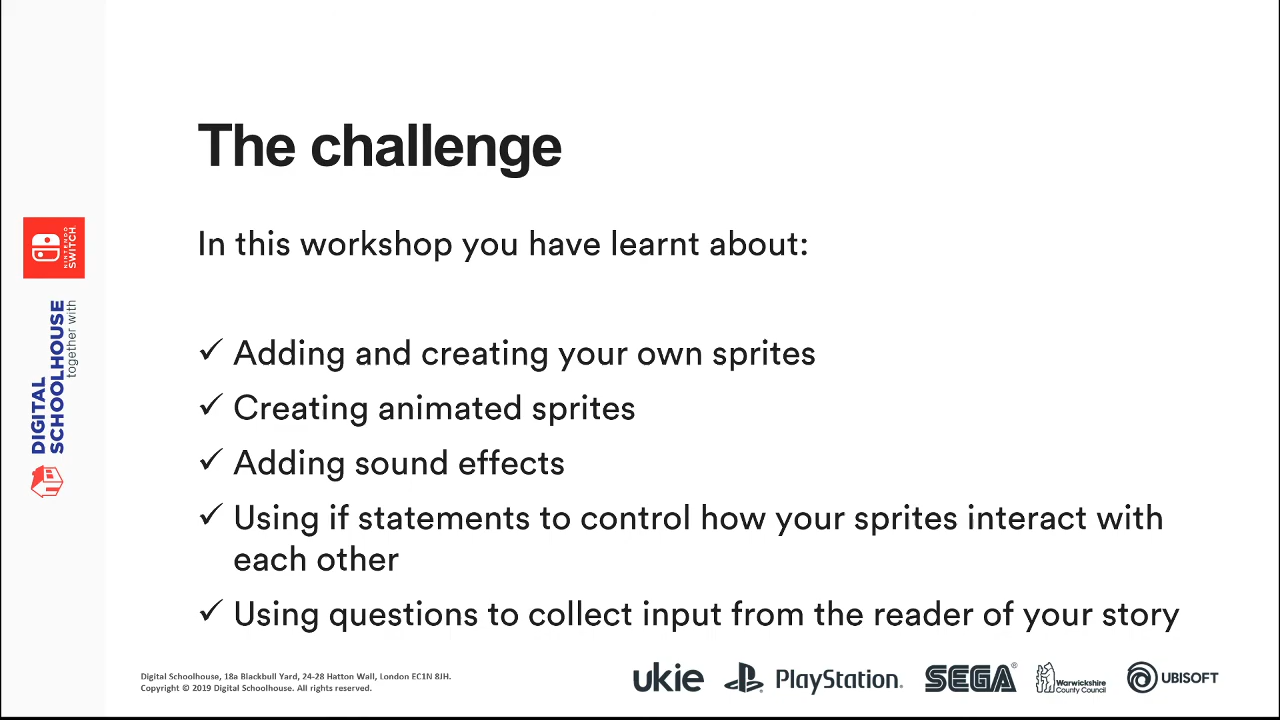 The challenge
In this workshop you have learnt about:
✓ Adding and creating your own sprites
✓ Creating animated sprites
✓ Adding sound effects
✓ Using if statements to control how your sprites interact with
each other
✓ Using questions to collect input from the reader of your story
NINTENDO
SWITCH
DIGITAL
SCHOOLHOUSE
together with
Digital Schoolhouse, 18a Blackbull Yard, 24-28 Hatton Wall, London EC1N 8JH.
Copyright © 2019 Digital Schoolhouse. All rights reserved.
ukie
PlayStation.
SEGA®
Warwickshire
County Council
UBISOFT